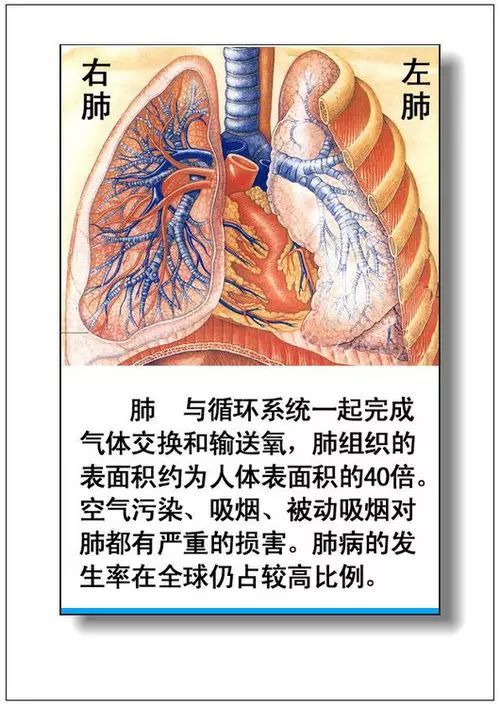 右肺
左肺
肺 与循环系统一起完成
气体交换和输送氧，肺组织的
表面积约为人体表面积的40倍。
空气污染、吸烟、被动吸烟对
肺都有严重的损害。肺病的发
生率在全球仍占较高比例。